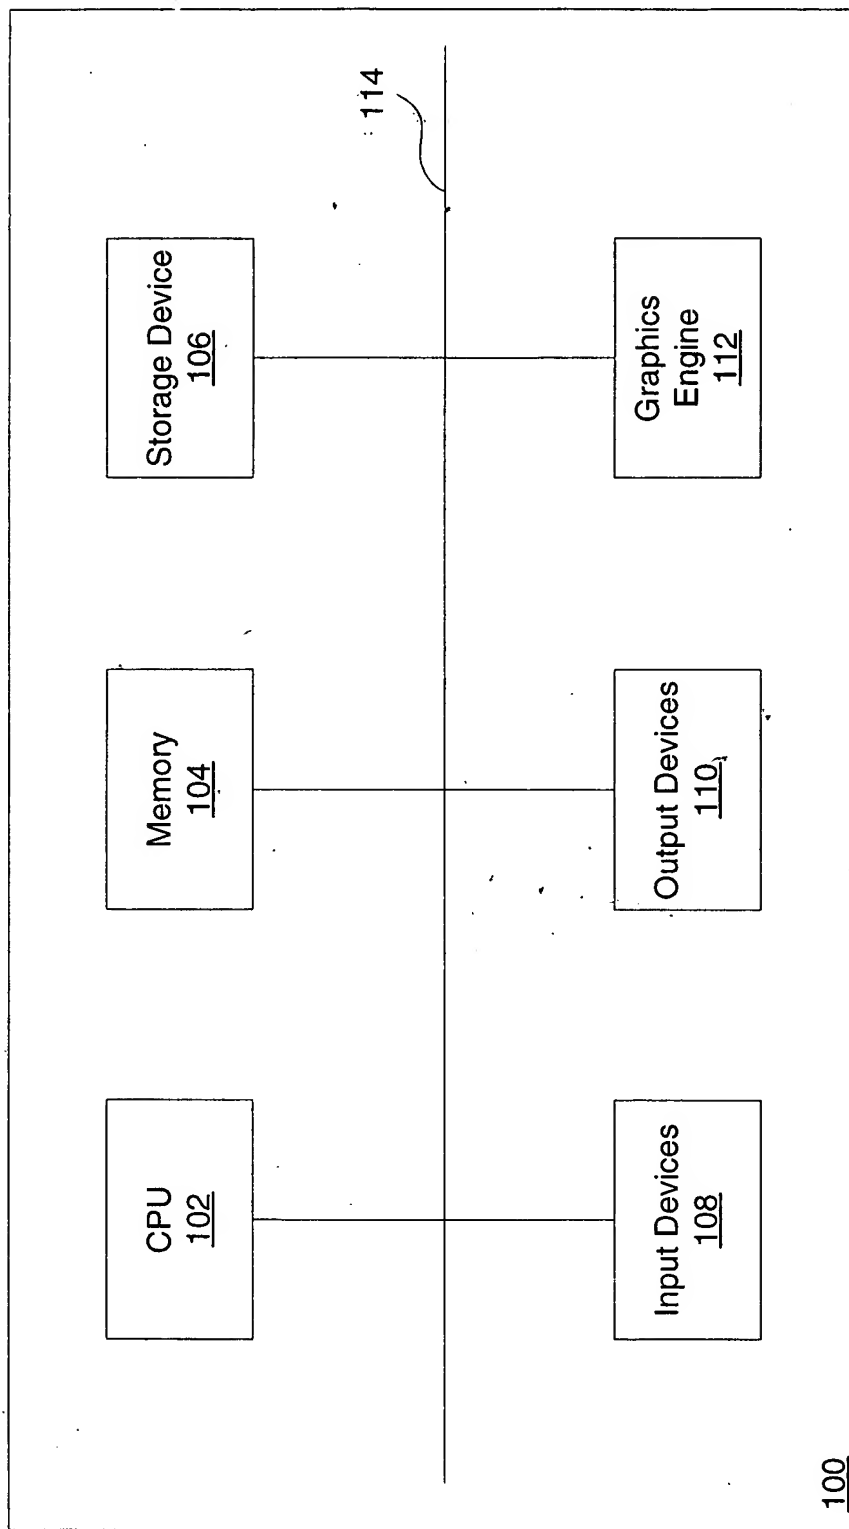 CPU
102
Memory
104
Storage Device
106
114
Input Devices
108
Output Devices
110
Graphics
Engine
112
100